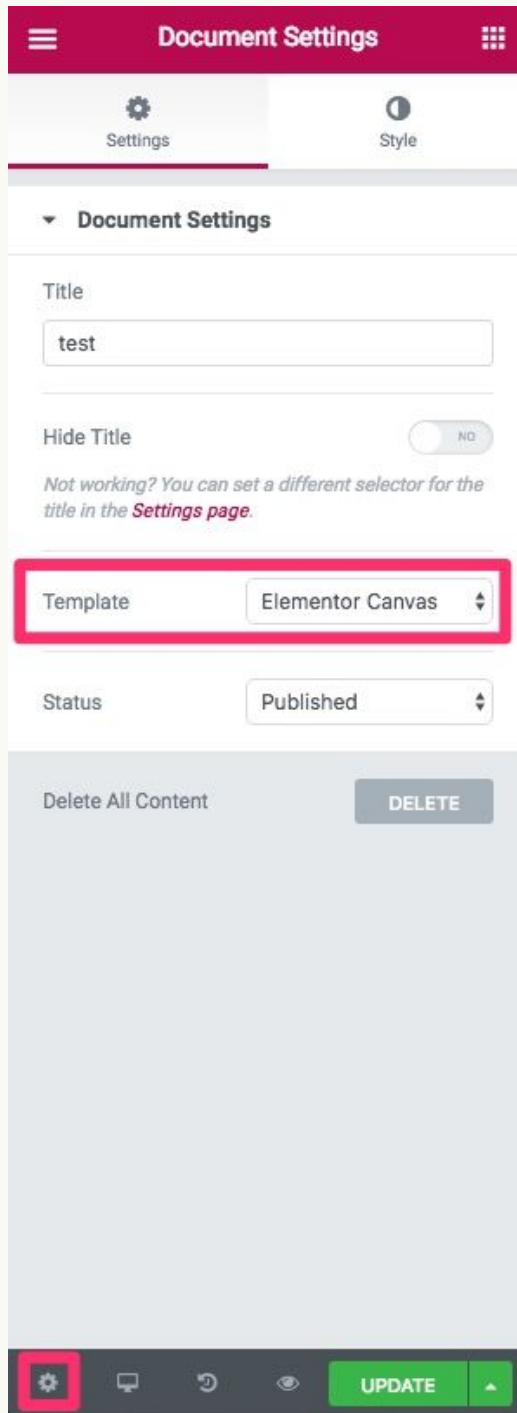 Document Settings
Settings
Style
Document Settings
Title
test
Hide Title
NO
Not working? You can set a different selector for the
title in the Settings page.
Template
Elementor Canvas
Status
Published
Delete All Content
DELETE
UPDATE